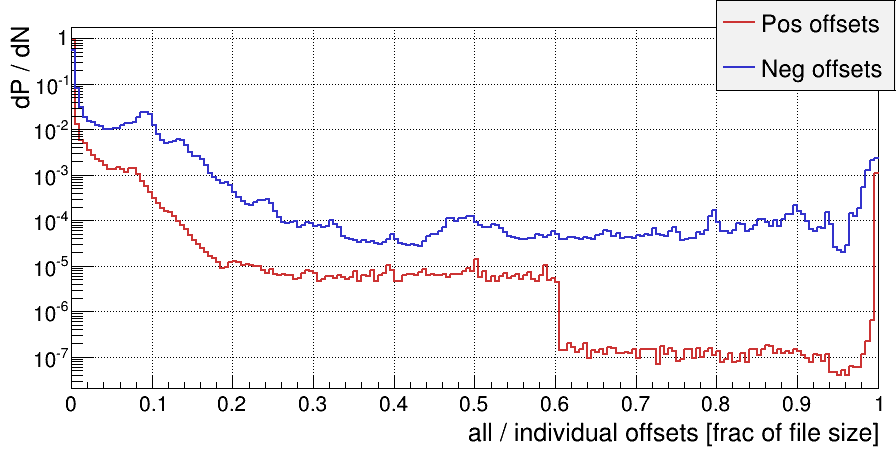 Pos offsets
Neg offsets
dP / dN
1
10-1
10-2
10-3
10-4
10-5
10-6
10-7
0 0.1 0.2 0.3 0.4 0.5 0.6 0.7 0.8 0.9 1
all / individual offsets [frac of file size]